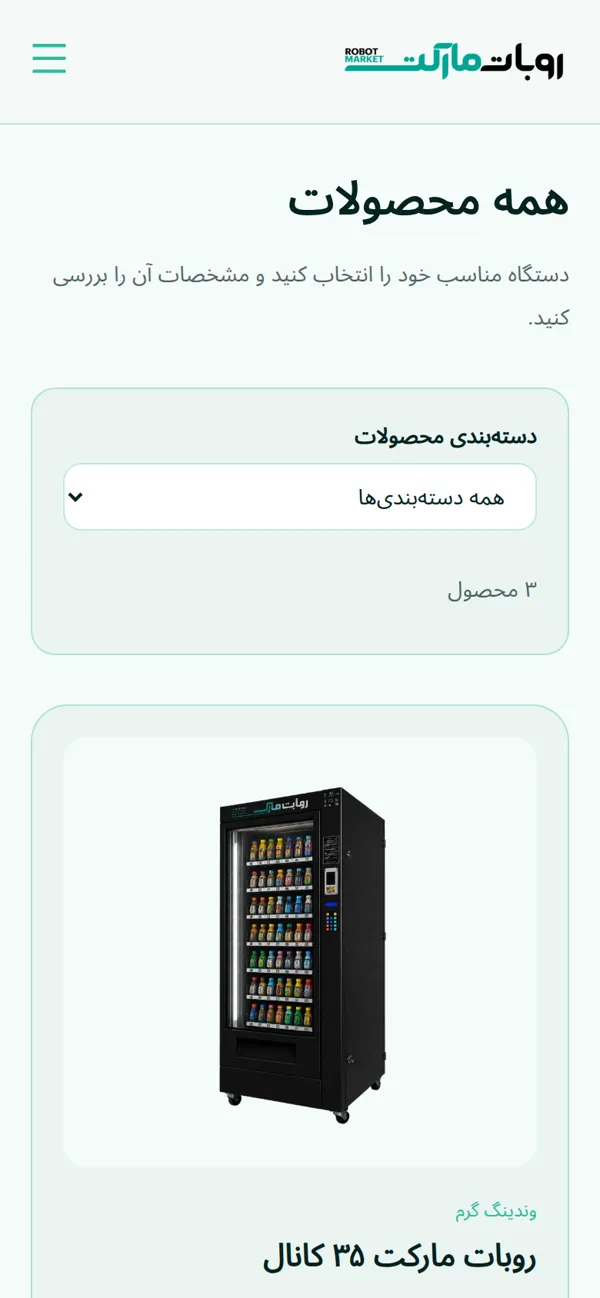 روبات مارکت
ROBOT
MARKET
همه محصولات
دستگاه مناسب خود را انتخاب کنید و مشخصات آن را بررسی
کنید.
دسته‌بندی محصولات
همه دسته‌بندی‌ها
۳ محصول
روبات مارکت
وندینگ گرم
روبات مارکت ۳۵ کانال